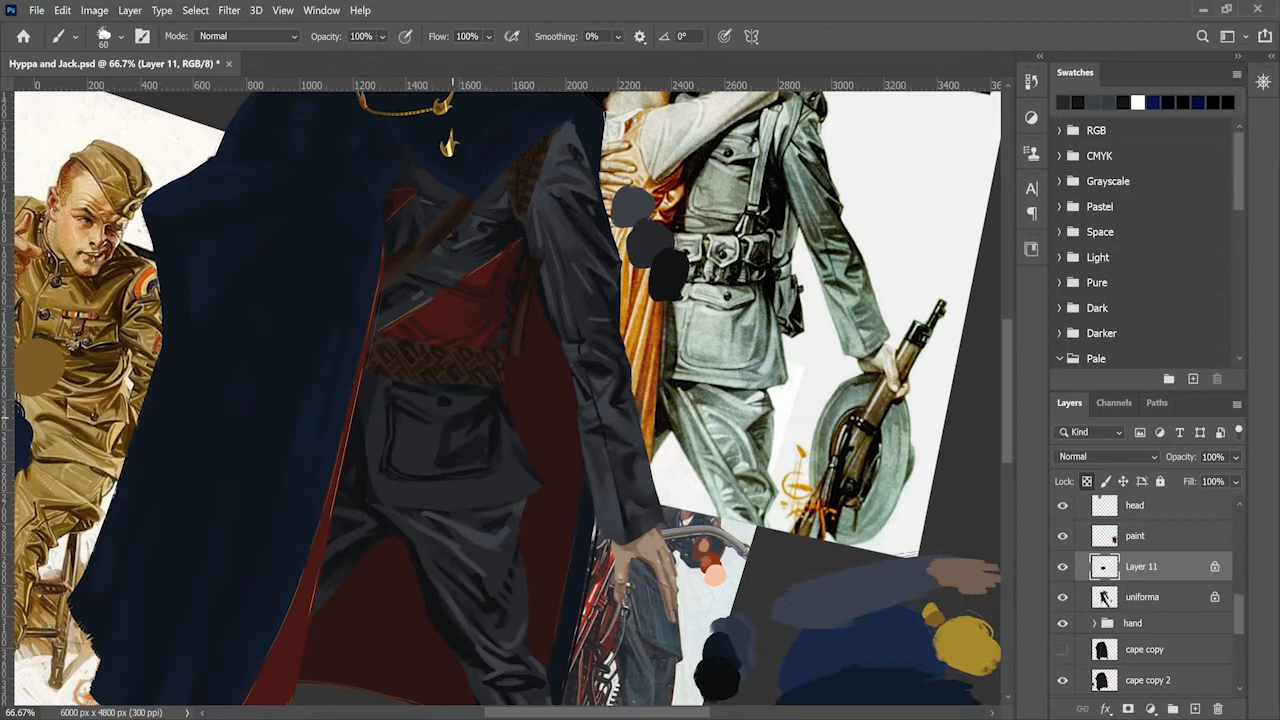 Ps File Edit Image Layer Type Select Filter 3D View Window Help
60 Mode: Normal Opacity: 100% Flow: 100% Smoothing: 0% 0°
Hyppa and Jack.psd @ 66.7% (Layer 11, RGB/8) * ×
0 200 400 600 800 1000 1200 1400 1600 1800 2000 2200 2400 2600 2800 3000 3200 3400
Swatches
RGB
CMYK
Grayscale
Pastel
Space
Light
Pure
Dark
Darker
Pale
Layers Channels Paths
Kind
Normal Opacity: 100%
Lock: Fill: 100%
head
paint
Layer 11
uniforma
hand
cape copy
cape copy 2
66.67% 6000 px x 4800 px (300 ppi)